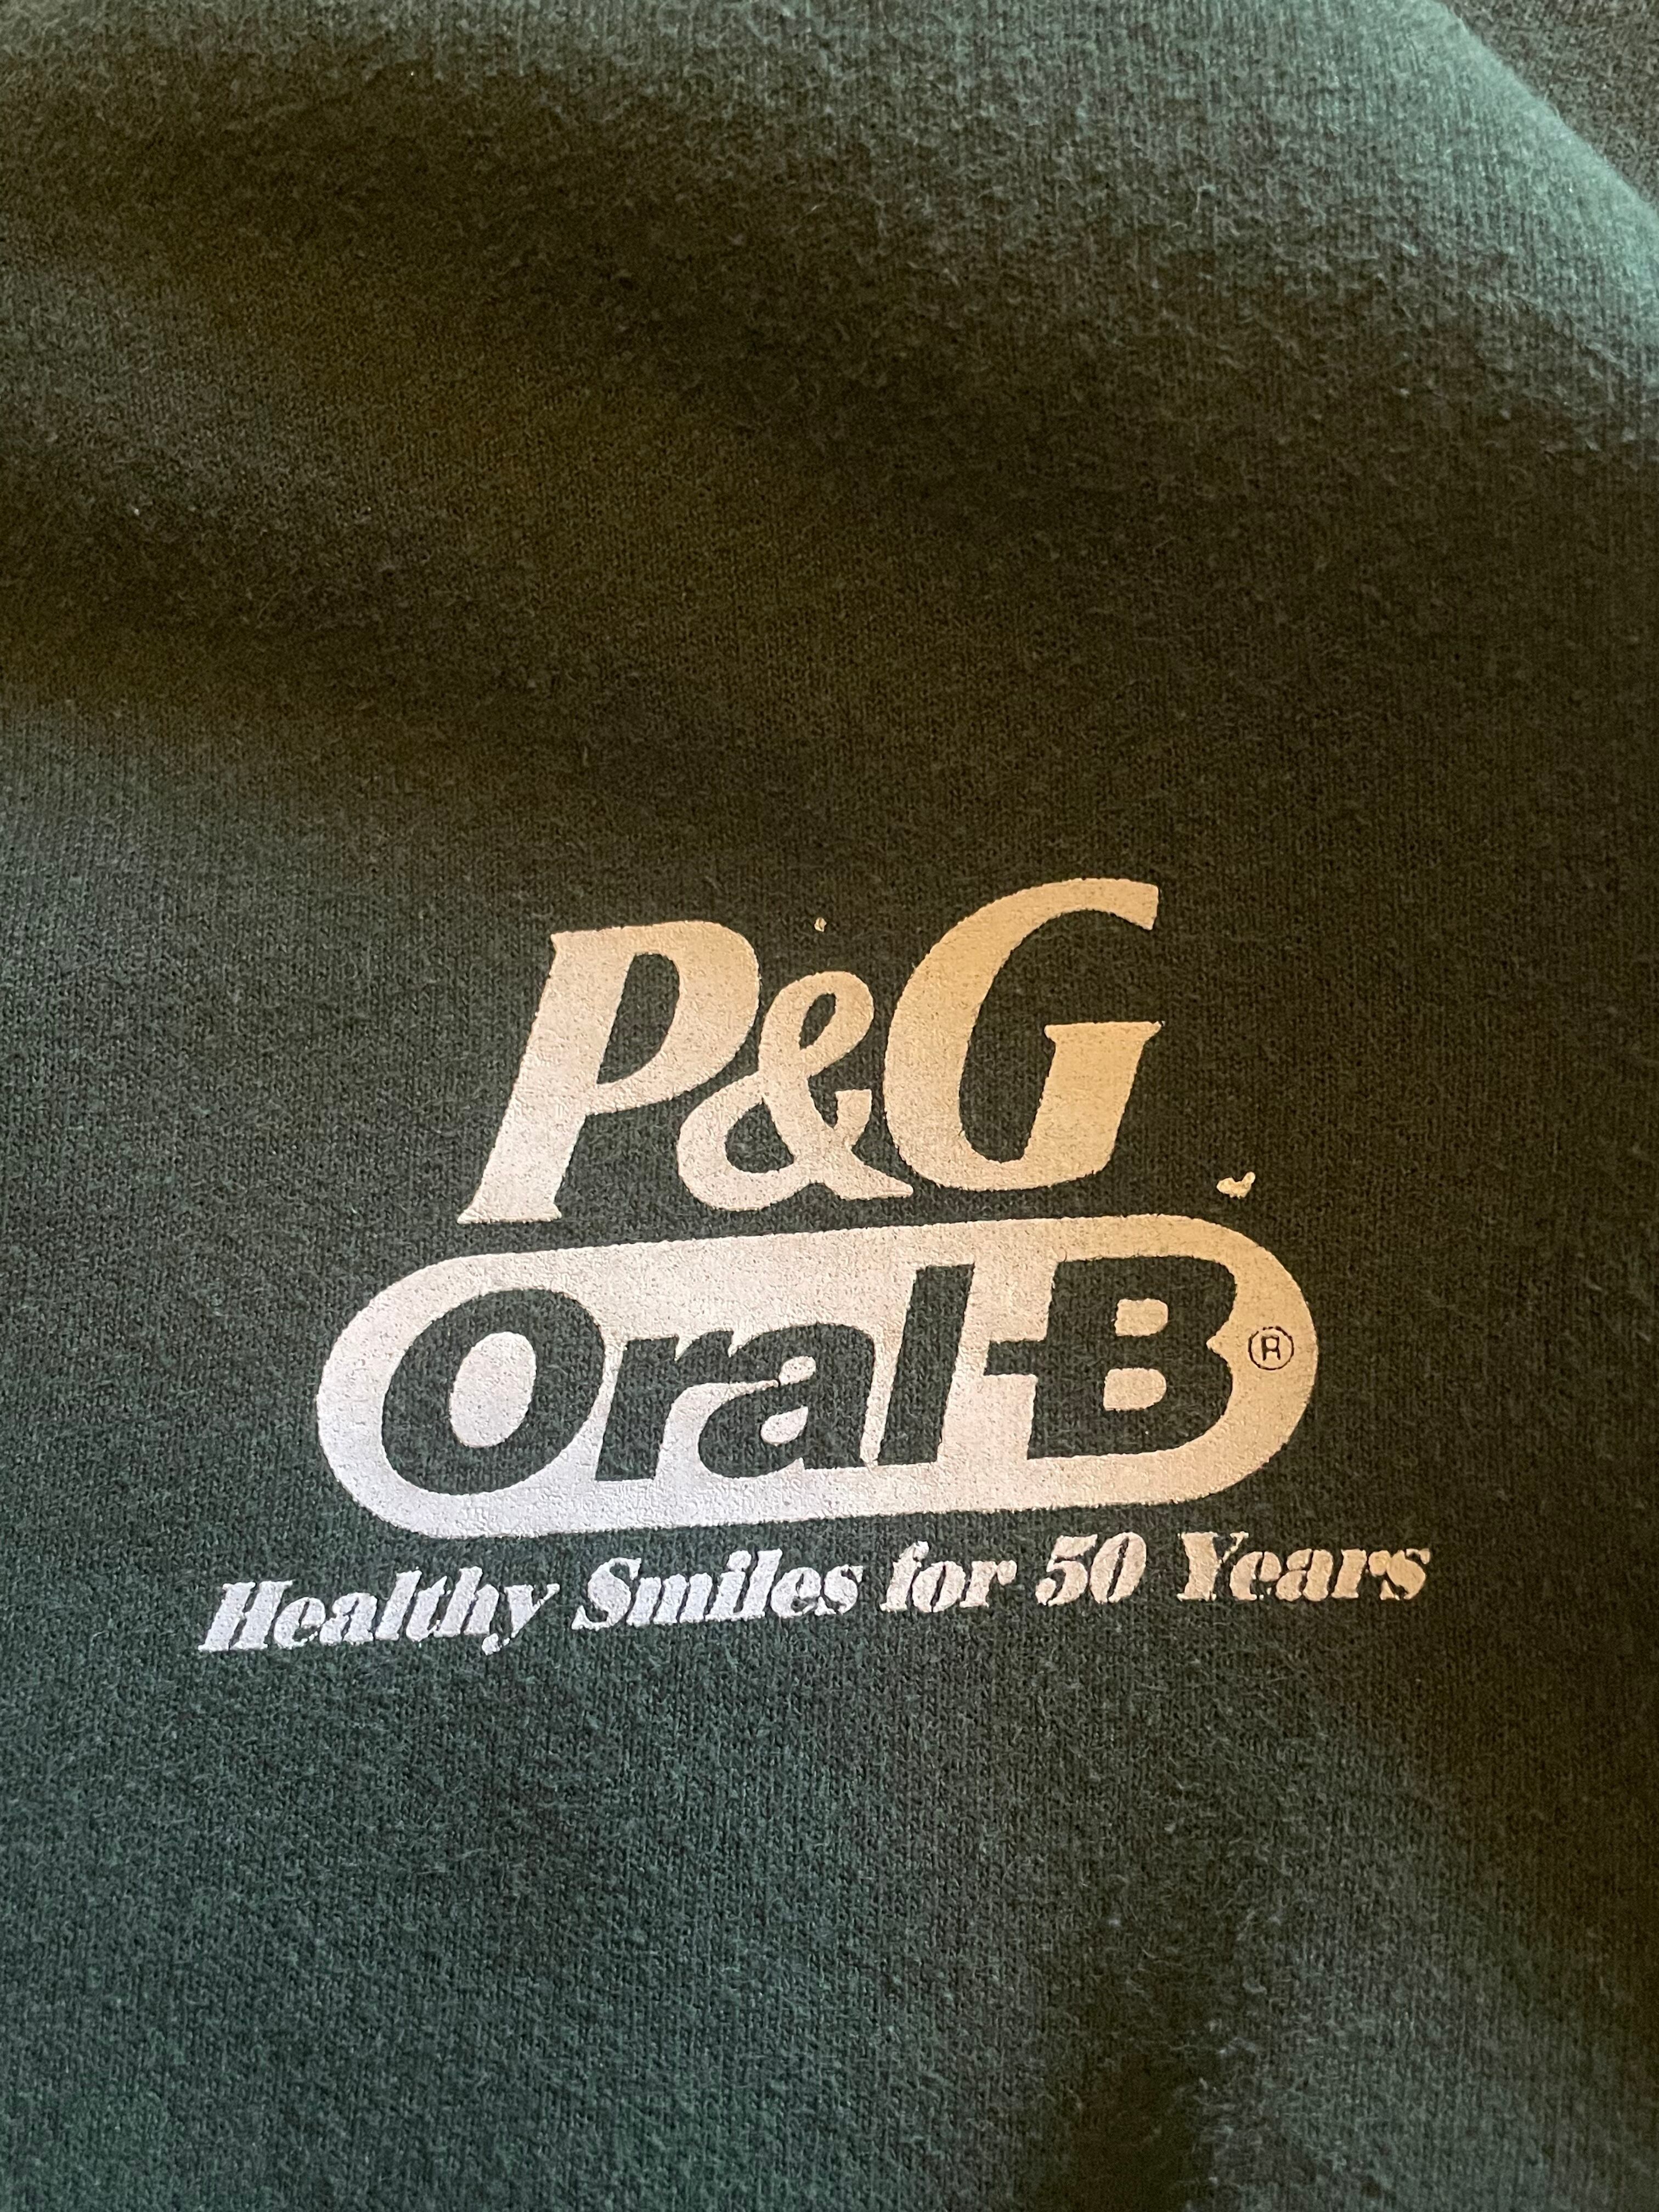 P&G
Oral-B®
Healthy Smiles for 50 Years